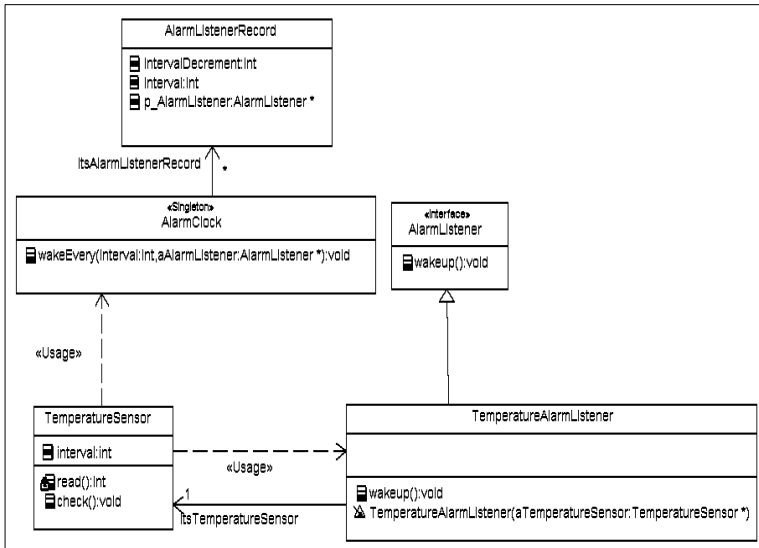 AlarmListenerRecord
IntervalDecrement:Int
Interval:Int
p_AlarmListener:AlarmListener *
ItsAlarmListenerRecord
*
«Singleton»
AlarmClock
wakeEvery(Interval:Int,aAlarmListener:AlarmListener *):void
«Interface»
AlarmListener
wakeup():void
«Usage»
TemperatureSensor
interval:int
read():Int
check():void
«Usage»
1
ItsTemperatureSensor
TemperatureAlarmListener
wakeup():void
TemperatureAlarmListener(aTemperatureSensor:TemperatureSensor *)